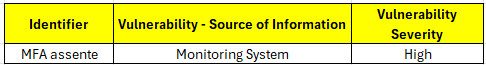 Identifier Vulnerability - Source of Information Vulnerability Severity
MFA assente Monitoring System High